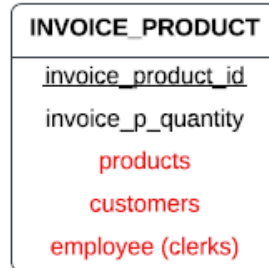 INVOICE_PRODUCT
invoice_product_id
invoice_p_quantity
products
customers
employee (clerks)